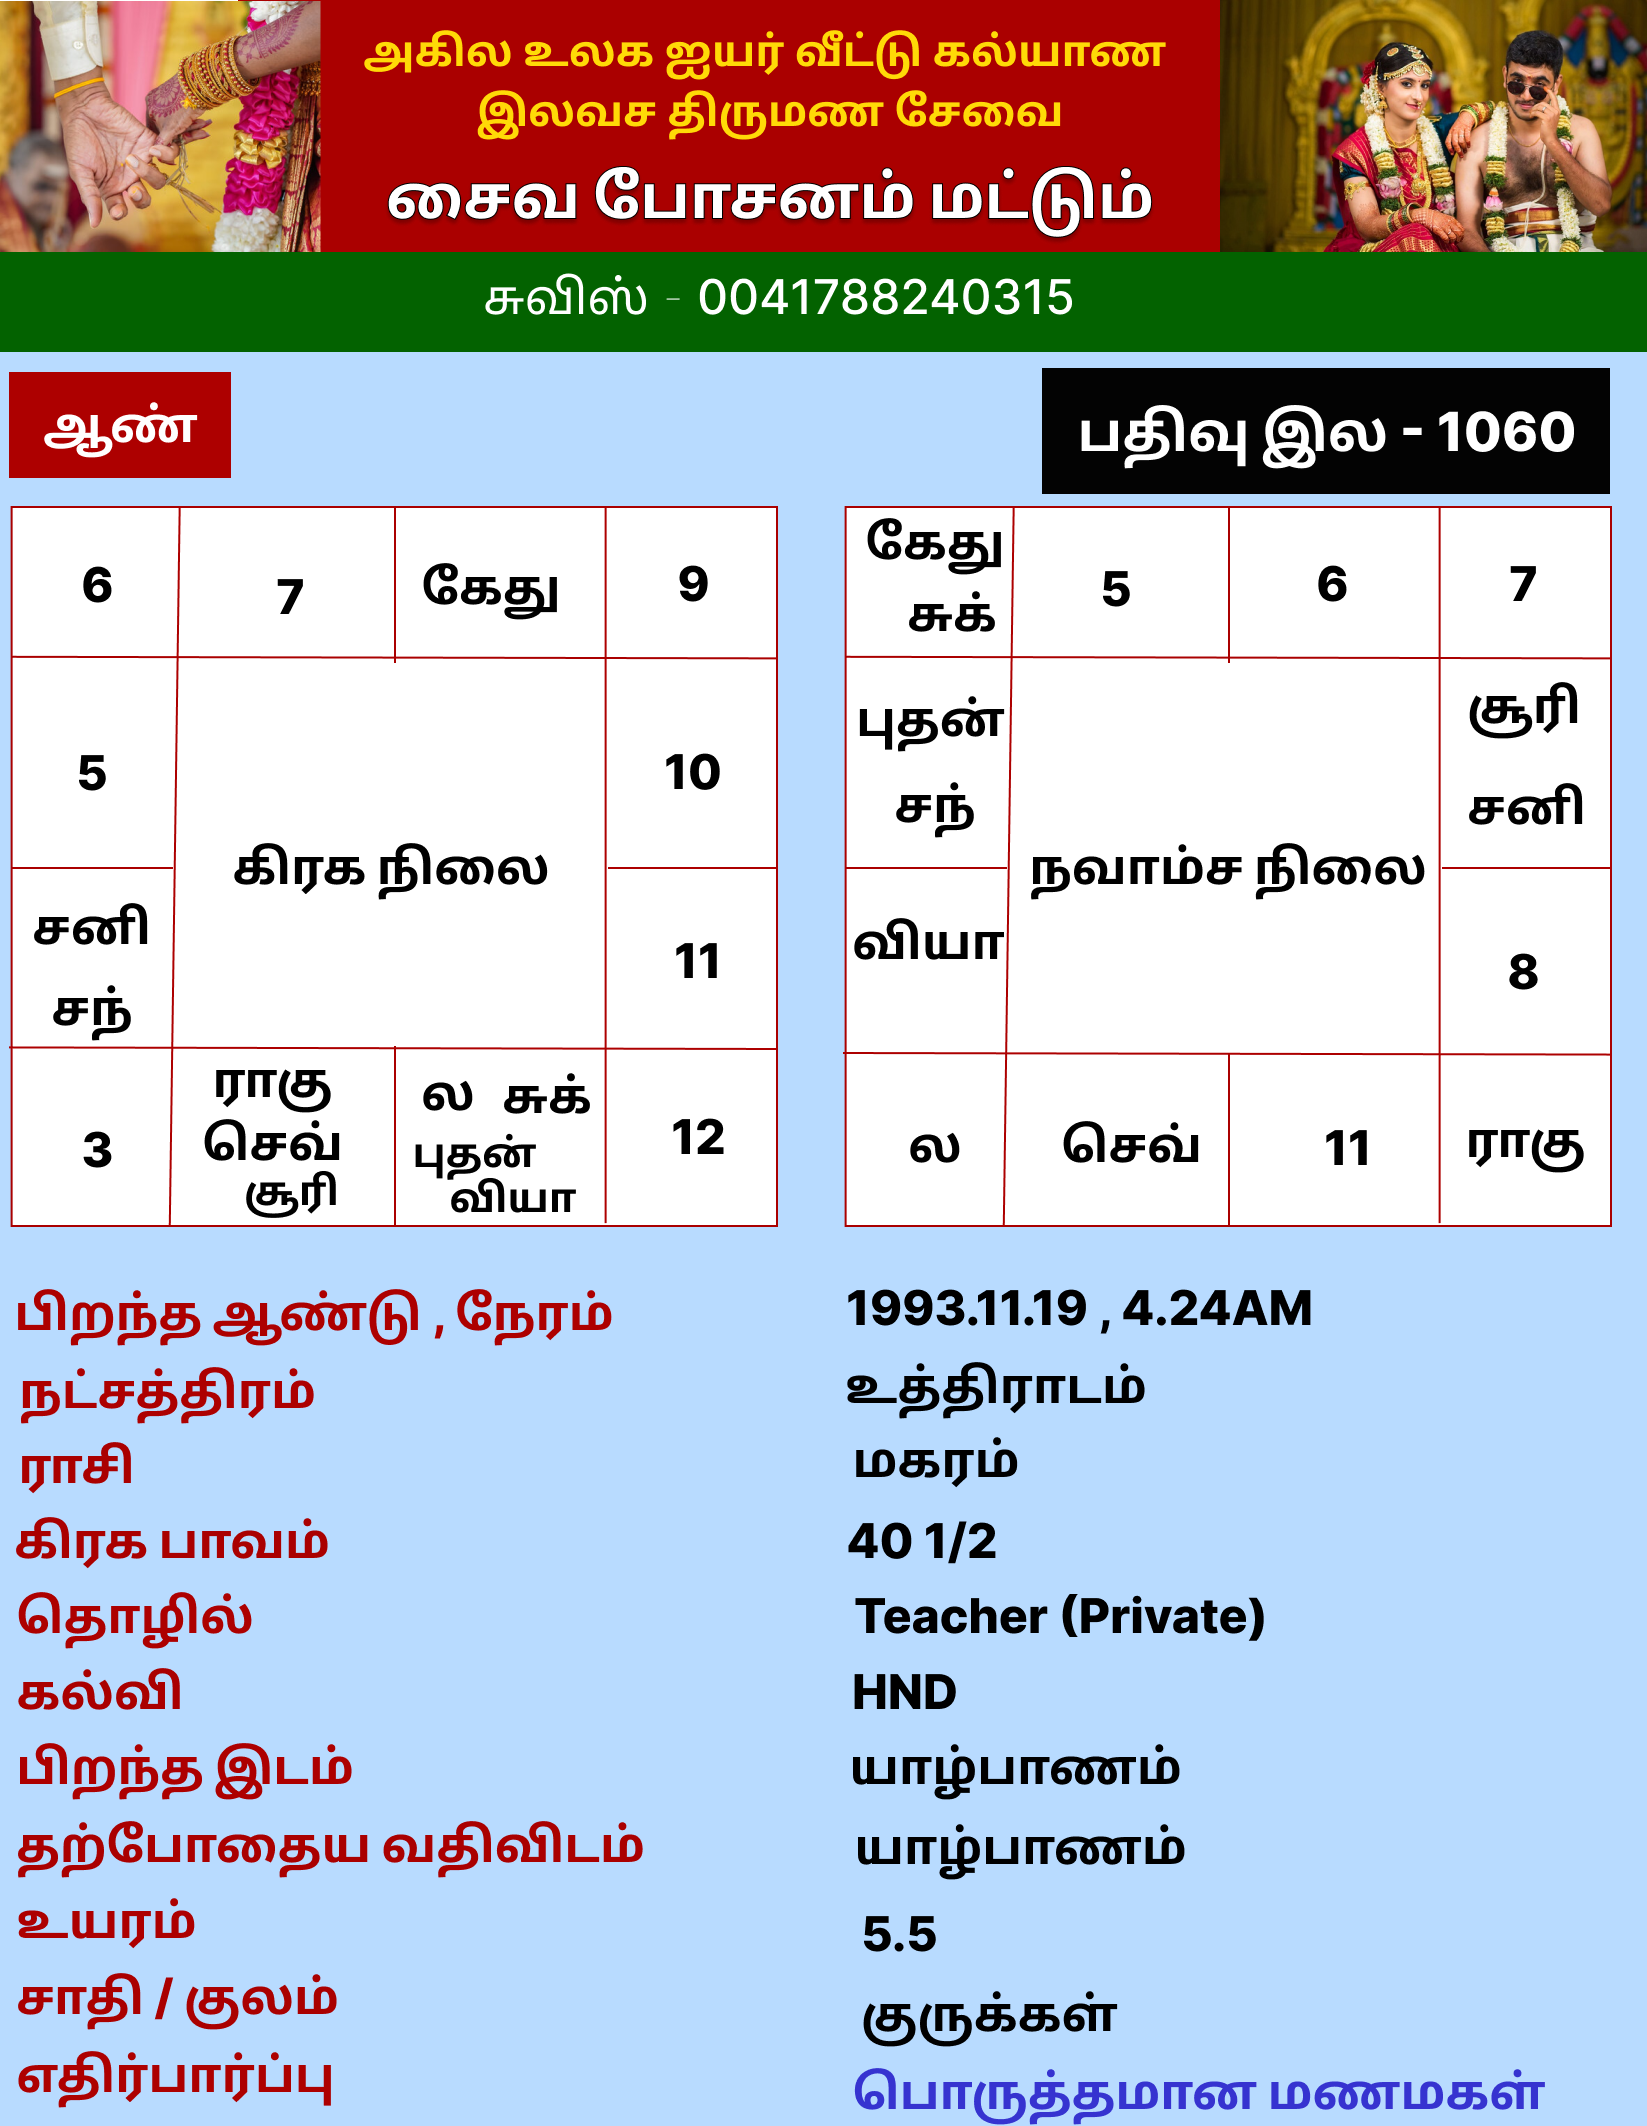 அகில உலக ஐயர் வீட்டு கல்யாண
இலவச திருமண சேவை
சைவ போசனம் மட்டும்
சுவிஸ் - 0041788240315
ஆண்
பதிவு இல - 1060
6
7
கேது
9
5
10
கிரக நிலை
சனி
சந்
11
3
ராகு
செவ்
சூரி
ல சுக்
புதன்
வியா
12
கேது
சுக்
5
6
7
புதன்
சந்
சூரி
சனி
நவாம்ச நிலை
வியா
8
ல
செவ்
11
ராகு
பிறந்த ஆண்டு , நேரம் 1993.11.19 , 4.24AM
நட்சத்திரம் உத்திராடம்
ராசி மகரம்
கிரக பாவம் 40 1/2
தொழில் Teacher (Private)
கல்வி HND
பிறந்த இடம் யாழ்பாணம்
தற்போதைய வதிவிடம் யாழ்பாணம்
உயரம் 5.5
சாதி / குலம் குருக்கள்
எதிர்பார்ப்பு பொருத்தமான மணமகள்